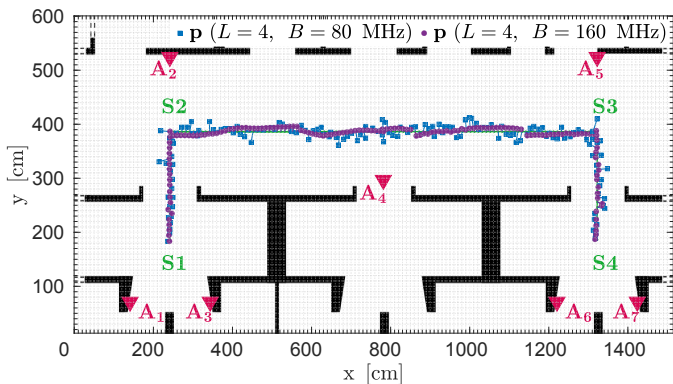 600
p (L = 4, B = 80 MHz) p (L = 4, B = 160 MHz)
A₂ A₅
500
S2 S3
400
y [cm]
300
A₄
200
S1 S4
100
A₁ A₃ A₆ A₇
0 200 400 600 800 1000 1200 1400
x [cm]